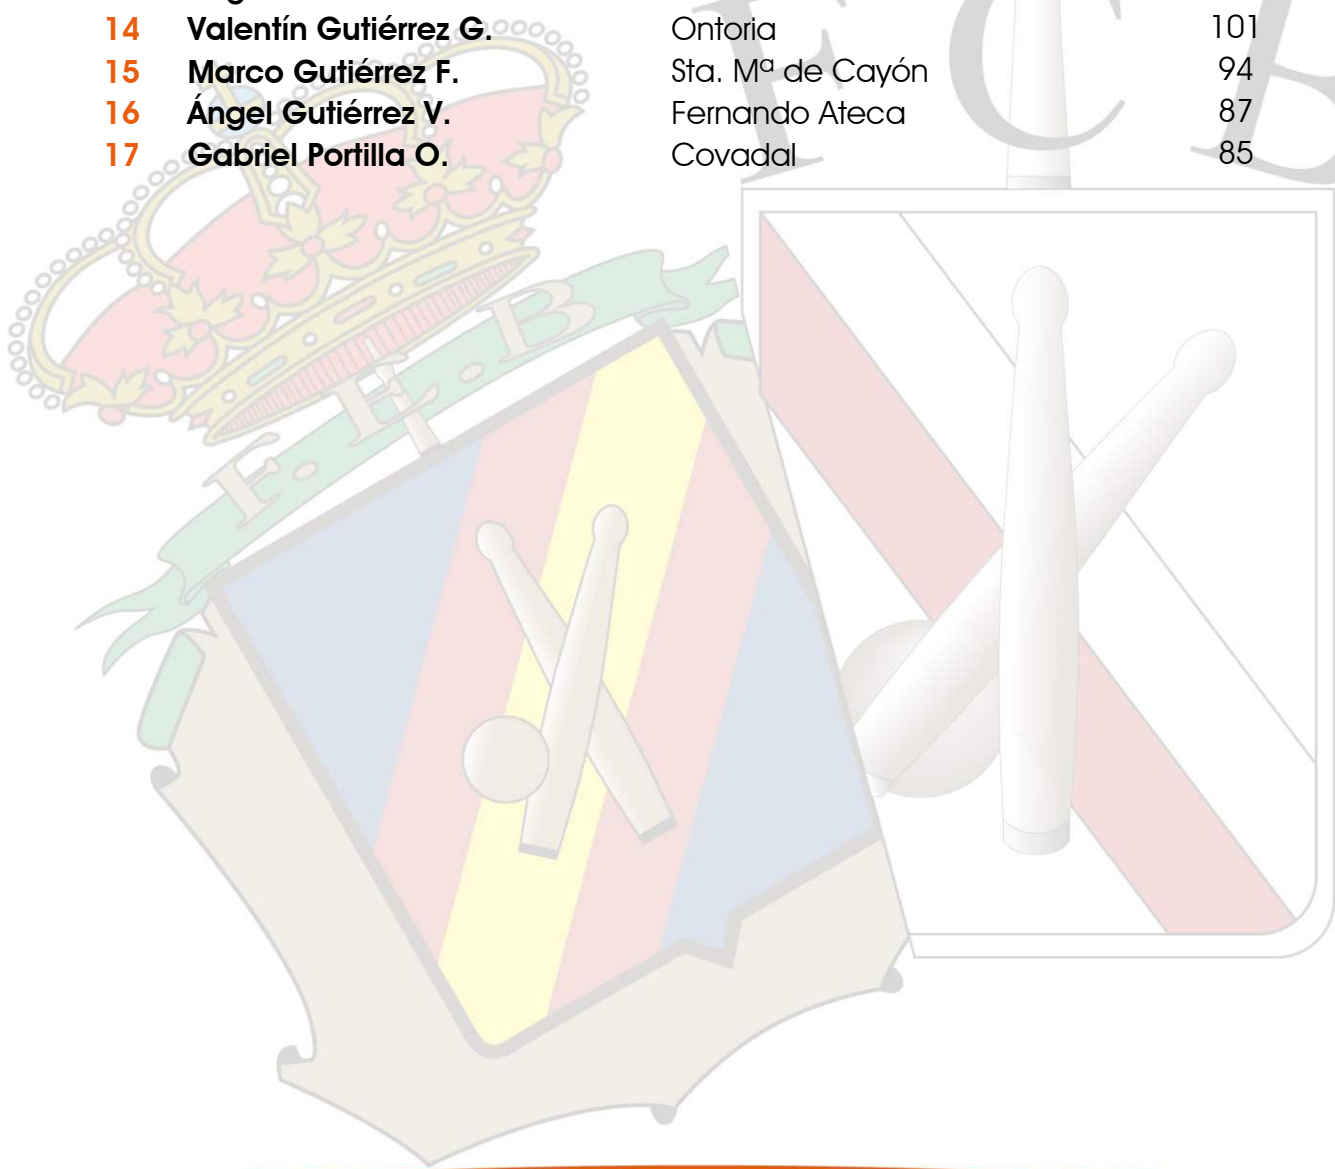 14 Valentín Gutiérrez G. Ontoria 101
15 Marco Gutiérrez F. Sta. Mª de Cayón 94
16 Ángel Gutiérrez V. Fernando Ateca 87
17 Gabriel Portilla O. Covadal 85
F C B
F. E. B